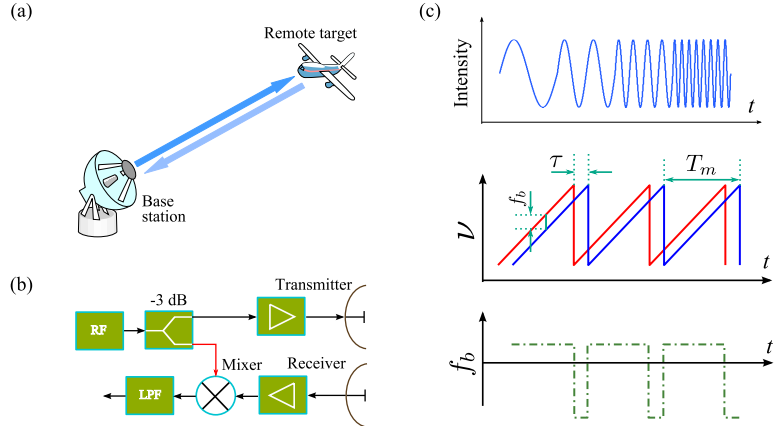 (a)
Remote target
Base
station
(b)
-3 dB
Transmitter
RF
Mixer
Receiver
LPF
(c)
Intensity
t
τ
T_m
f_b
ν
t
f_b
t